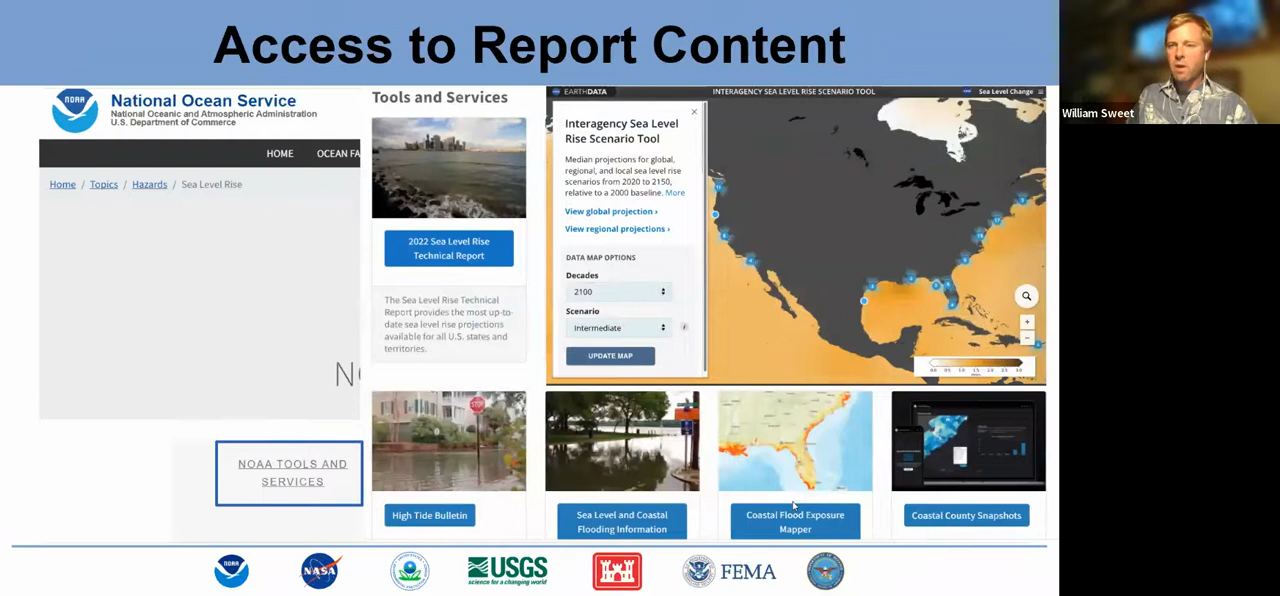 Access to Report Content
William Sweet
NOAA
National Ocean Service
National Oceanic and Atmospheric Administration
U.S. Department of Commerce
HOME OCEAN FA
Home / Topics / Hazards / Sea Level Rise
NOAA TOOLS AND
SERVICES
Tools and Services
2022 Sea Level Rise
Technical Report
The Sea Level Rise Technical
Report provides the most up-to-
date sea level rise projections
available for all U.S. states and
territories.
EARTHDATA INTERAGENCY SEA LEVEL RISE SCENARIO TOOL Sea Level Change
Interagency Sea Level
Rise Scenario Tool
Median projections for global,
regional, and local sea level rise
scenarios from 2020 to 2150,
relative to a 2000 baseline. More
View global projection ›
View regional projections ›
DATA MAP OPTIONS
Decades
2100
Scenario
Intermediate
UPDATE MAP
STOP
High Tide Bulletin
Sea Level and Coastal
Flooding Information
Coastal Flood Exposure
Mapper
Coastal County Snapshots
NOAA
NASA
USGS
science for a changing world
FEMA